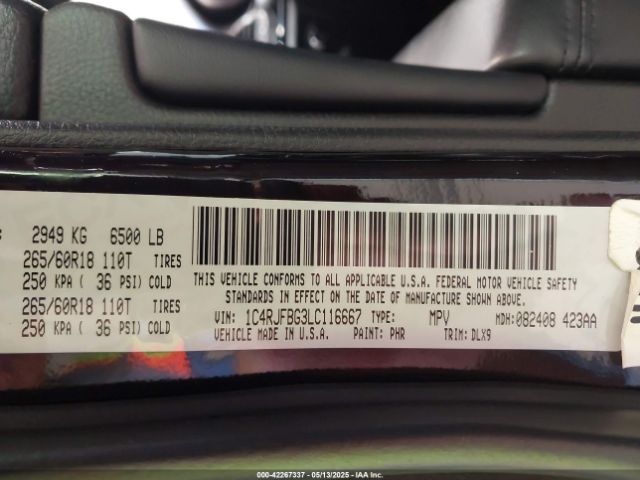 2949 KG 6500 LB
265/60R18 110T TIRES
250 KPA ( 36 PSI) COLD
265/60R18 110T TIRES
250 KPA ( 36 PSI) COLD
THIS VEHICLE CONFORMS TO ALL APPLICABLE U.S.A. FEDERAL MOTOR VEHICLE SAFETY
STANDARDS IN EFFECT ON THE DATE OF MANUFACTURE SHOWN ABOVE.
VIN: 1C4RJFBG3LC116667 TYPE: MPV MDH: 082408 423AA
VEHICLE MADE IN U.S.A. PAINT: PHR TRIM: DLX9
000-42267337 - 05/13/2025 - IAA Inc.